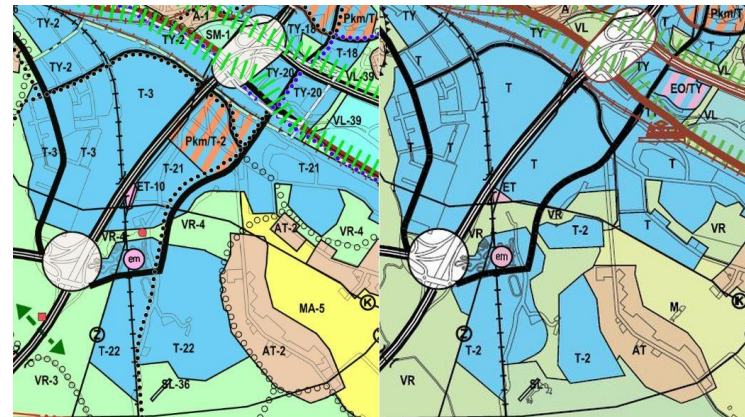 A-1
Pkm/T
TY-2
SM-1
TY-2
TY-18
T-18
TY-2
TY-20
VL-39
TY-20
T-3
VL-39
Pkm/T-2
T-3
T-3
T-21
T-21
ET-10
VR-4
VR-4
AT-2
VR-4
em
MA-5
K
Z
T-22
T-22
AT-2
SL-36
VR-3
A
Pkm/T
TY
VL
T
TY
TY
T
EO/TY
VL
T
T
T
T
ET
VR
T
VR
T-2
VR
em
M
K
Z
T-2
T-2
AT
SL
VR